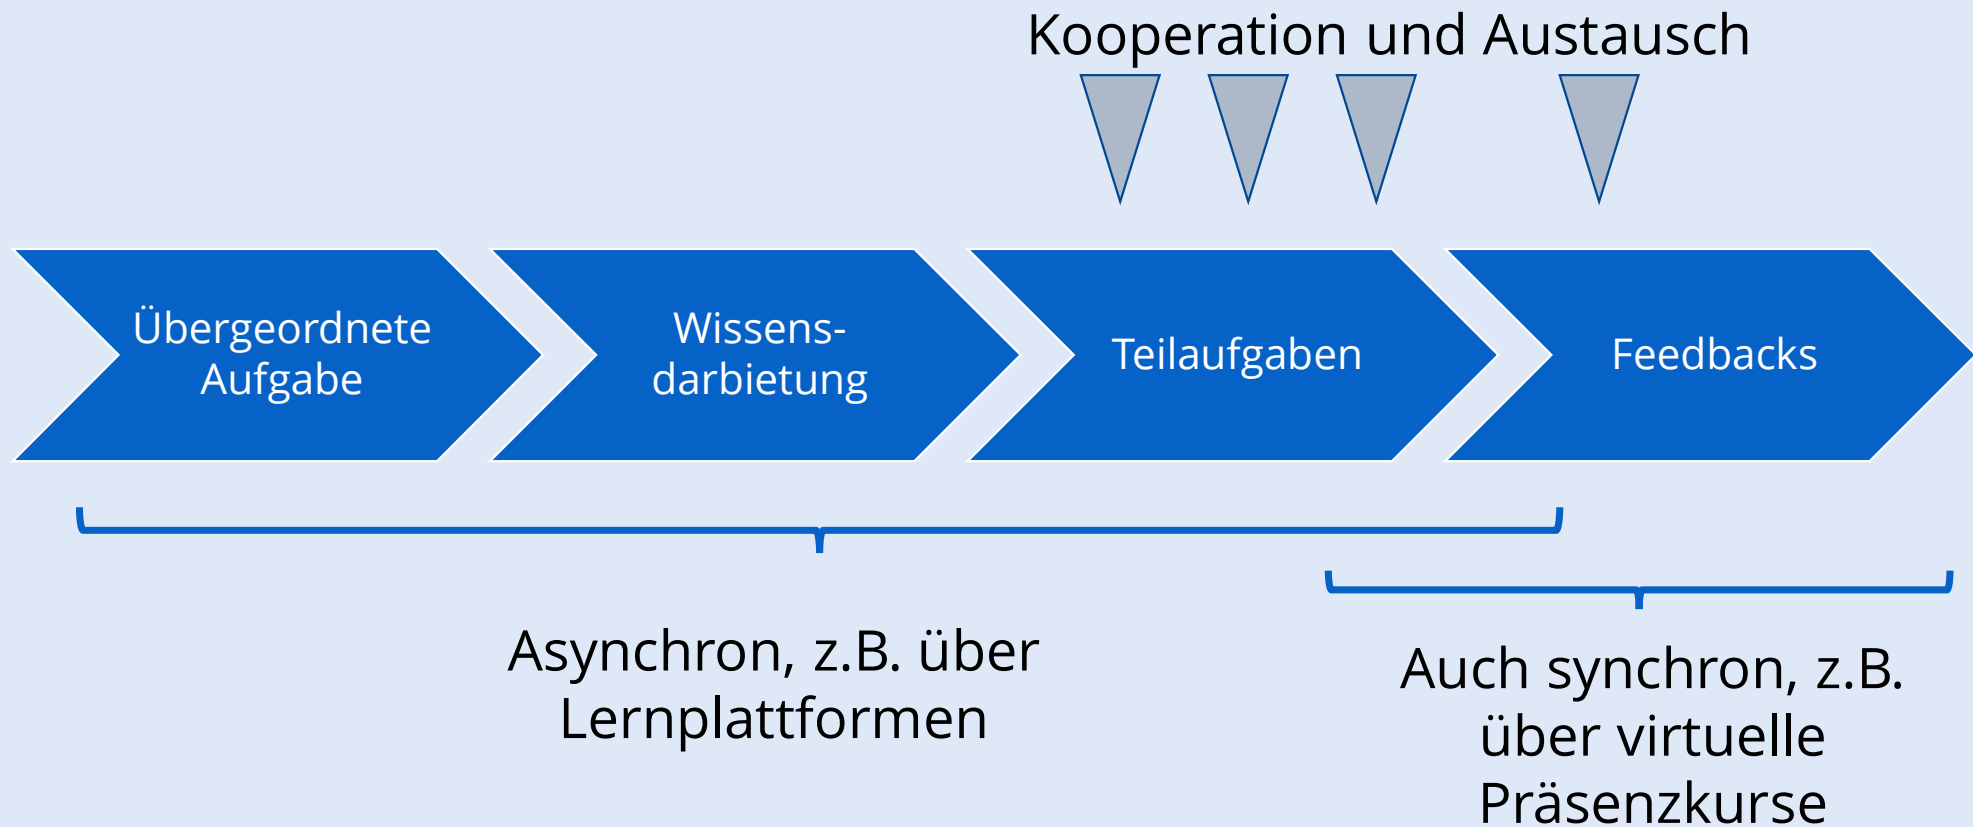 Kooperation und Austausch
Übergeordnete
Aufgabe
Wissens-
darbietung
Teilaufgaben
Feedbacks
Asynchron, z.B. über
Lernplattformen
Auch synchron, z.B.
über virtuelle
Präsenzkurse